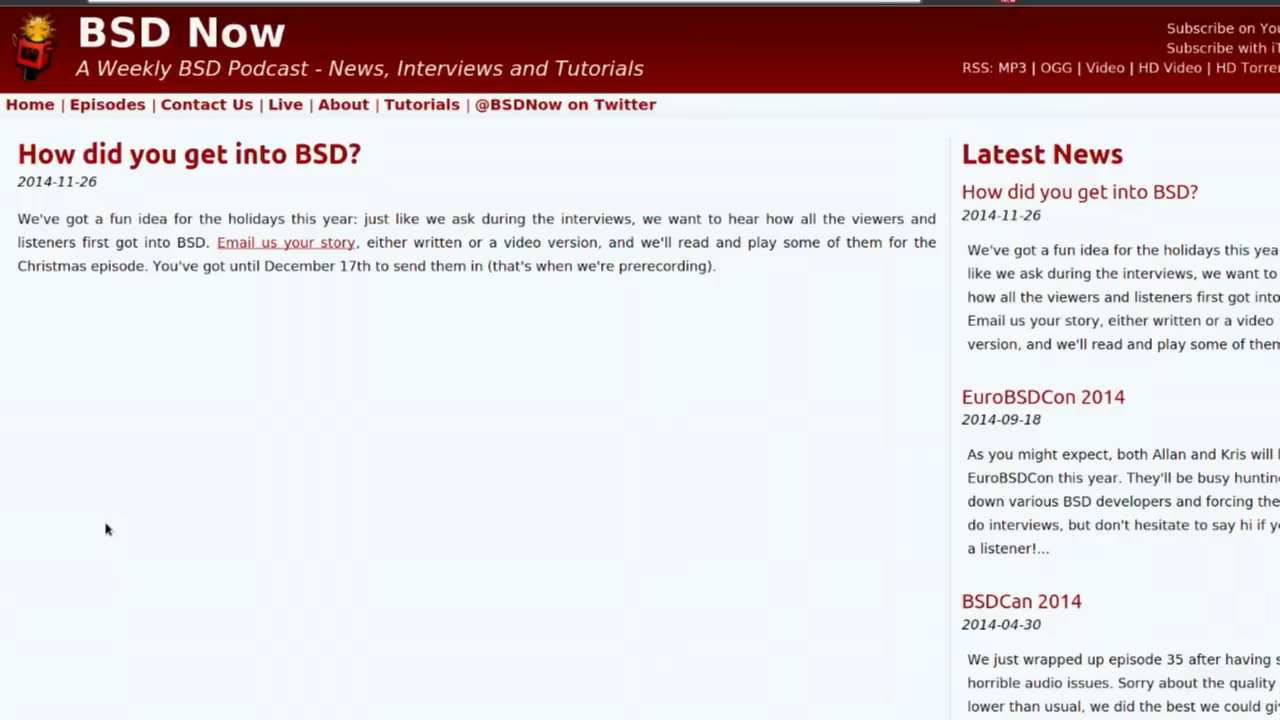 BSD Now
A Weekly BSD Podcast - News, Interviews and Tutorials
Subscribe on
Subscribe with
RSS: MP3 | OGG | Video | HD Video | HD
Home | Episodes | Contact Us | Live | About | Tutorials | @BSDNow on Twitter
How did you get into BSD?
2014-11-26
We've got a fun idea for the holidays this year: just like we ask during the interviews, we want to hear how all the viewers and
listeners first got into BSD. Email us your story, either written or a video version, and we'll read and play some of them for the
Christmas episode. You've got until December 17th to send them in (that's when we're prerecording).
Latest News
How did you get into BSD?
2014-11-26
We've got a fun idea for the holidays this
like we ask during the interviews, we want to
how all the viewers and listeners first got into
Email us your story, either written or a video
version, and we'll read and play some of them
EuroBSDCon 2014
2014-09-18
As you might expect, both Allan and Kris will
EuroBSDCon this year. They'll be busy
down various BSD developers and forcing
do interviews, but don't hesitate to say hi if
a listener!...
BSDCan 2014
2014-04-30
We just wrapped up episode 35 after having
horrible audio issues. Sorry about the quality
lower than usual, we did the best we could